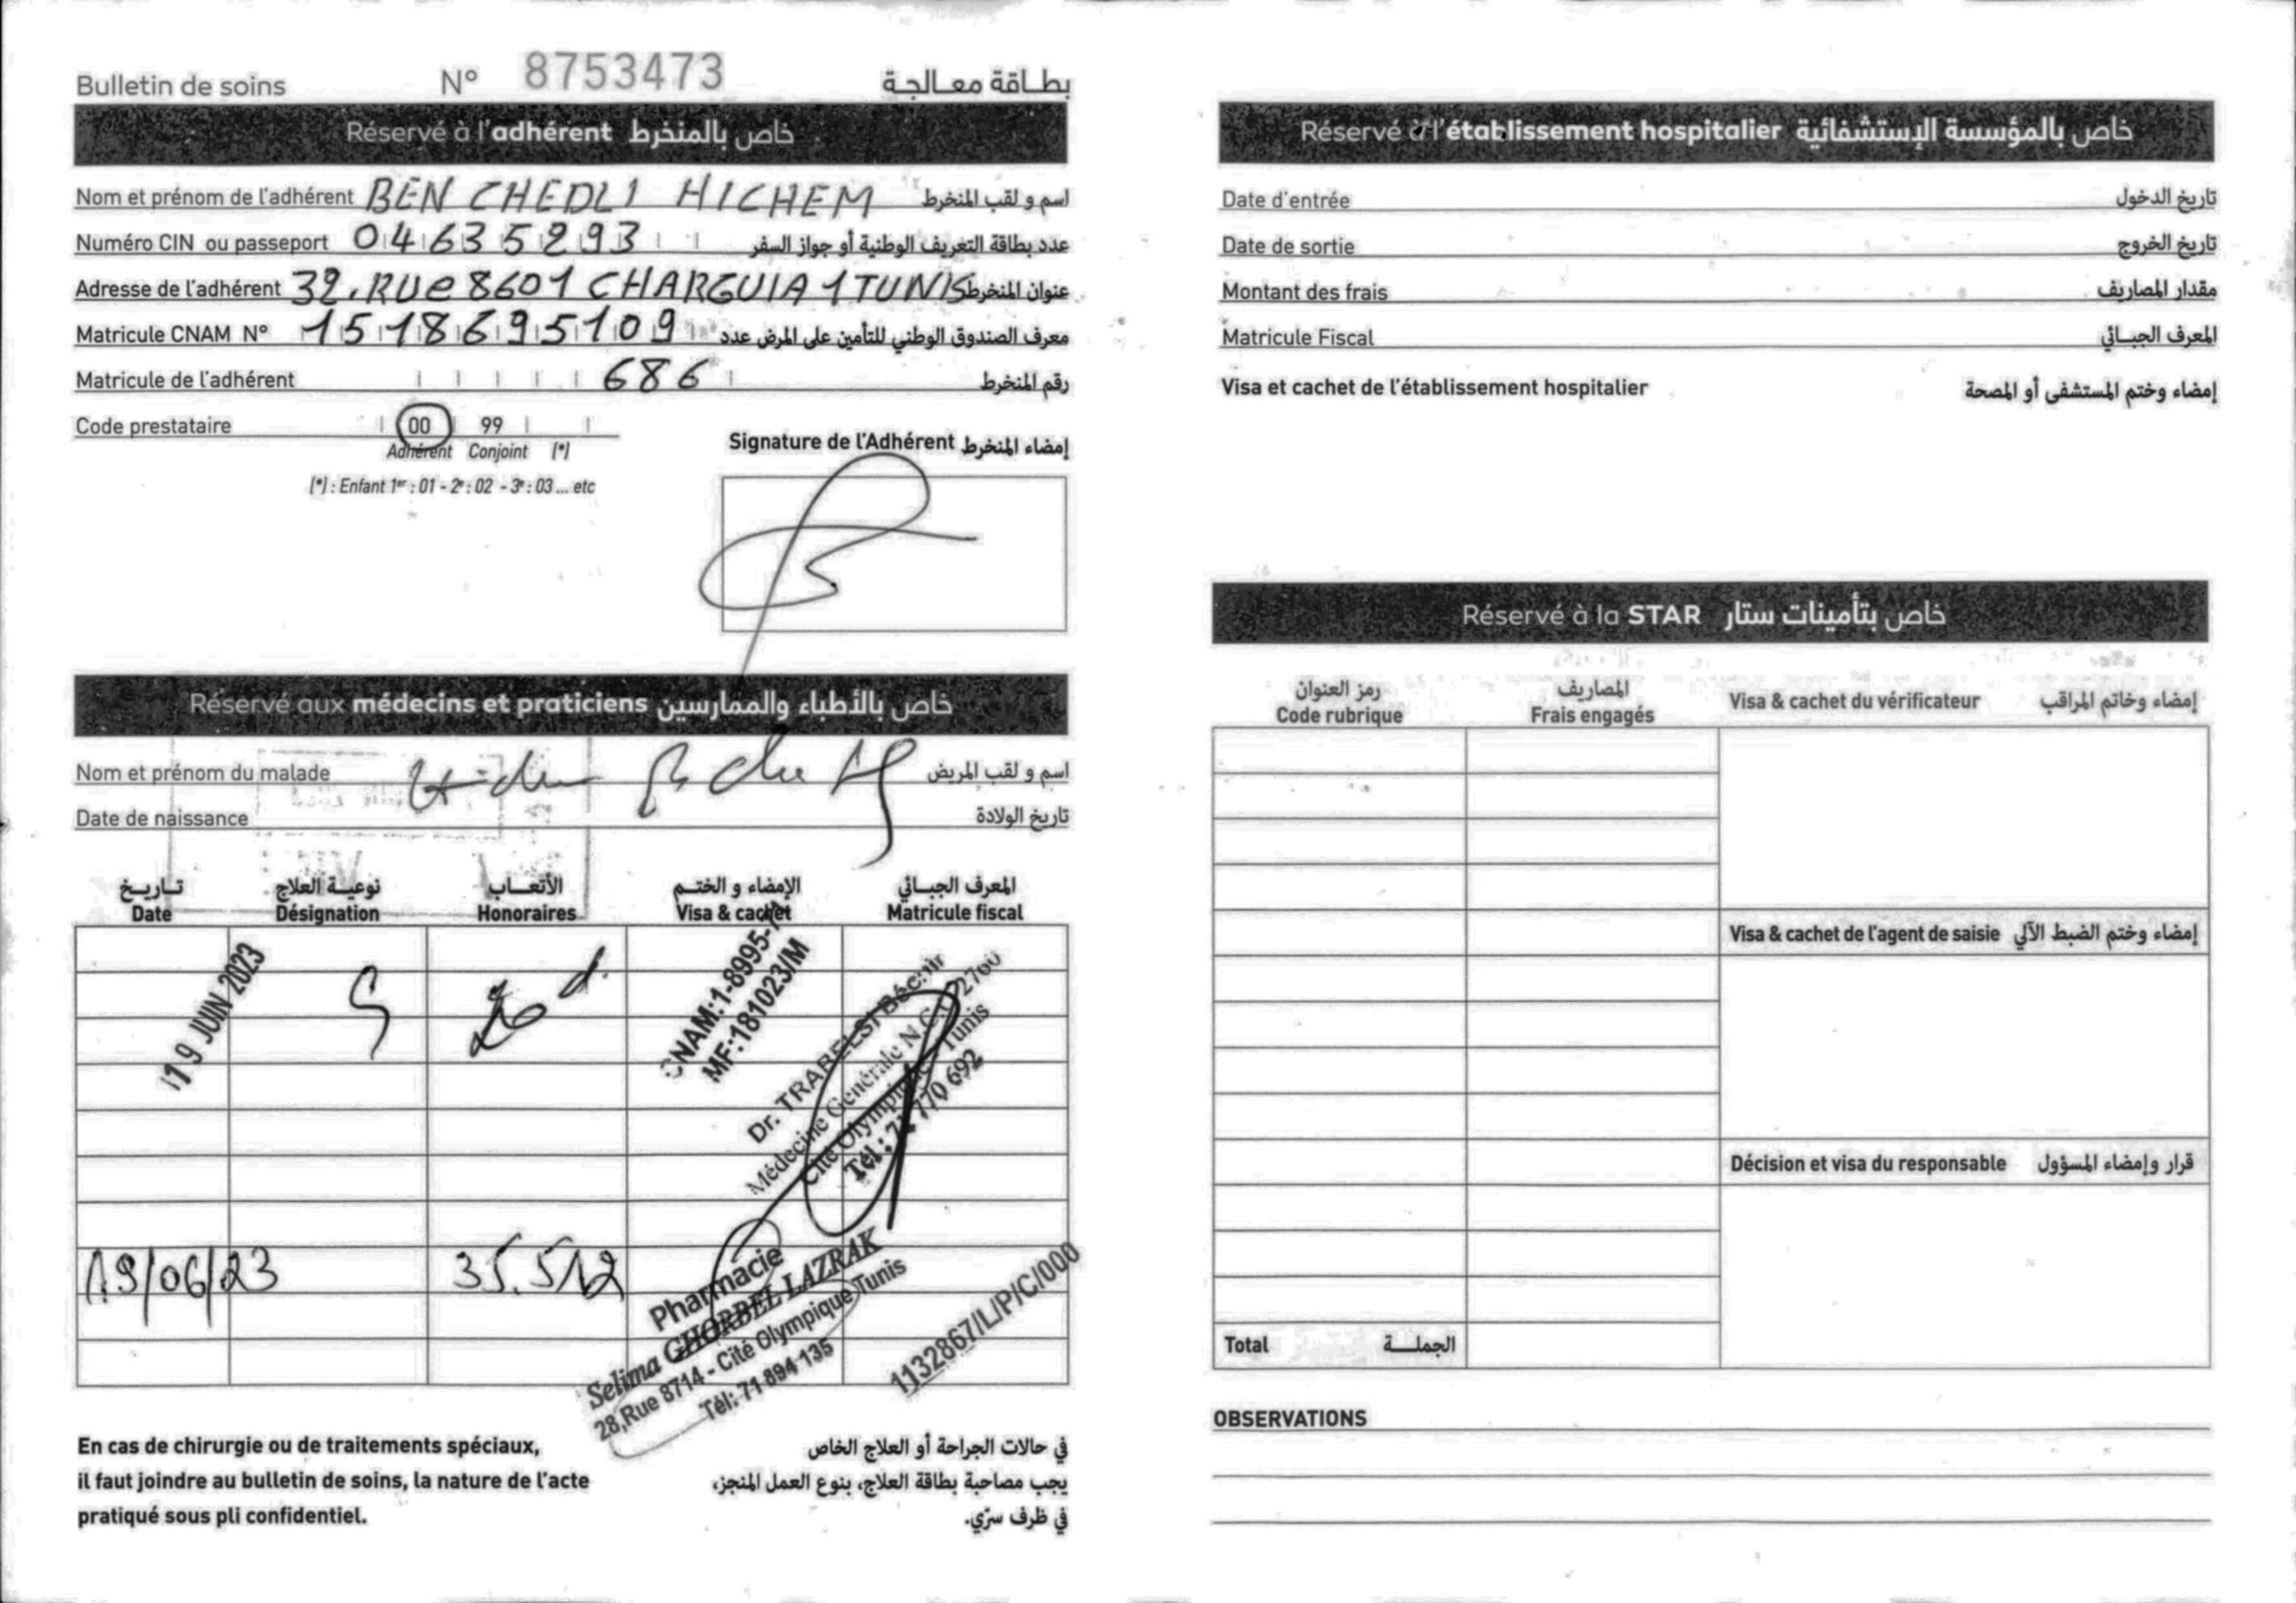 Bulletin de soins N° 8753473 بطاقة معالجة
Réservé à l'adhérent خاص بالمنخرط
Nom et prénom de l'adhérent BEN CHEDLI HICHEM اسم و لقب المنخرط
Numéro CIN ou passeport 04635293 عدد بطاقة التعريف الوطنية أو جواز السفر
Adresse de l'adhérent 32, RUe 8601 CHARGUIA 1 TUNIS عنوان المنخرط
Matricule CNAM N° 1518695109 معرف الصندوق الوطني للتأمين على المرض عدد
Matricule de l'adhérent 686 رقم المنخرط
Code prestataire 00 99
Adhérent Conjoint (*)
(*) : Enfant 1er : 01 - 2e : 02 - 3e : 03 ... etc
Signature de l'Adhérent إمضاء المنخرط
Réservé aux médecins et praticiens خاص بالأطباء والممارسين
Nom et prénom du malade اسم و لقب المريض
Date de naissance تاريخ الولادة
تاريخ نوعية العلاج الأتعاب الإمضاء و الختم المعرف الجبائي
Date Désignation Honoraires Visa & cachet Matricule fiscal
19 JUIN 2023
CNAM:1-8995-
MF:181023/M
Dr. TRABELSI Béchir
Médecine Générale N.C.
Cité Olympique Tunis
Tél : 71 770 692
19/06/23 35.512
Pharmacie
Selima GHORBEL LAZRAK
28,Rue 8714 - Cité Olympique Tunis
Tél: 71 894 135
1132867/L/P/C/000
En cas de chirurgie ou de traitements spéciaux,
il faut joindre au bulletin de soins, la nature de l'acte
pratiqué sous pli confidentiel.
في حالات الجراحة أو العلاج الخاص
يجب مصاحبة بطاقة العلاج، بنوع العمل المنجز،
في ظرف سرّي.
Réservé à l'établissement hospitalier خاص بالمؤسسة الإستشفائية
Date d'entrée تاريخ الدخول
Date de sortie تاريخ الخروج
Montant des frais مقدار المصاريف
Matricule Fiscal المعرف الجبائي
Visa et cachet de l'établissement hospitalier إمضاء وختم المستشفى أو المصحة
Réservé à la STAR خاص بتأمينات ستار
رمز العنوان المصاريف
Code rubrique Frais engagés Visa & cachet du vérificateur إمضاء وخاتم المراقب
Visa & cachet de l'agent de saisie إمضاء وختم الضبط الآلي
Décision et visa du responsable قرار وإمضاء المسؤول
Total الجملة
OBSERVATIONS